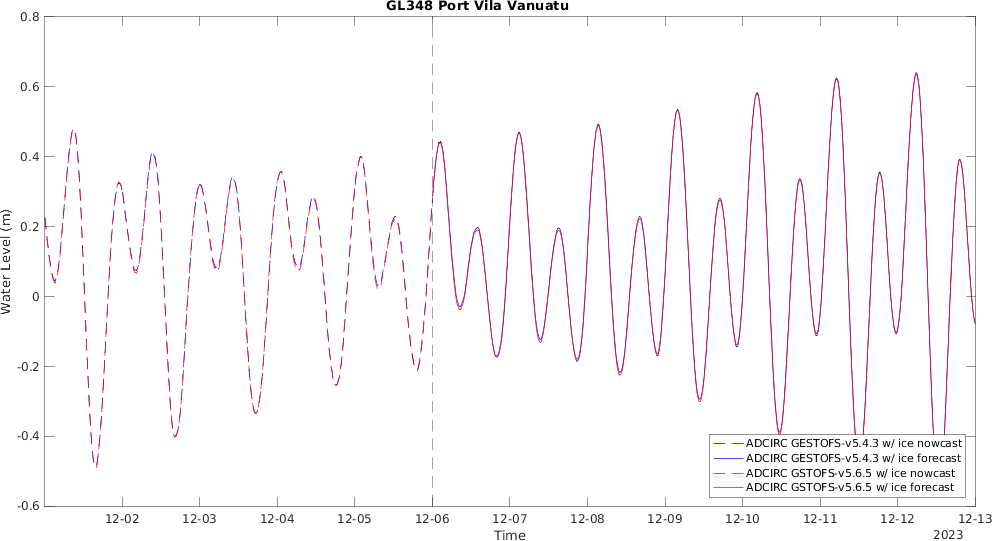 GL348 Port Vila Vanuatu
0.8
0.6
0.4
0.2
0
-0.2
-0.4
-0.6
Water Level (m)
ADCIRC GESTOFS-v5.4.3 w/ ice nowcast
ADCIRC GESTOFS-v5.4.3 w/ ice forecast
ADCIRC GSTOFS-v5.6.5 w/ ice nowcast
ADCIRC GSTOFS-v5.6.5 w/ ice forecast
12-02 12-03 12-04 12-05 12-06 12-07 12-08 12-09 12-10 12-11 12-12 12-13
Time
2023